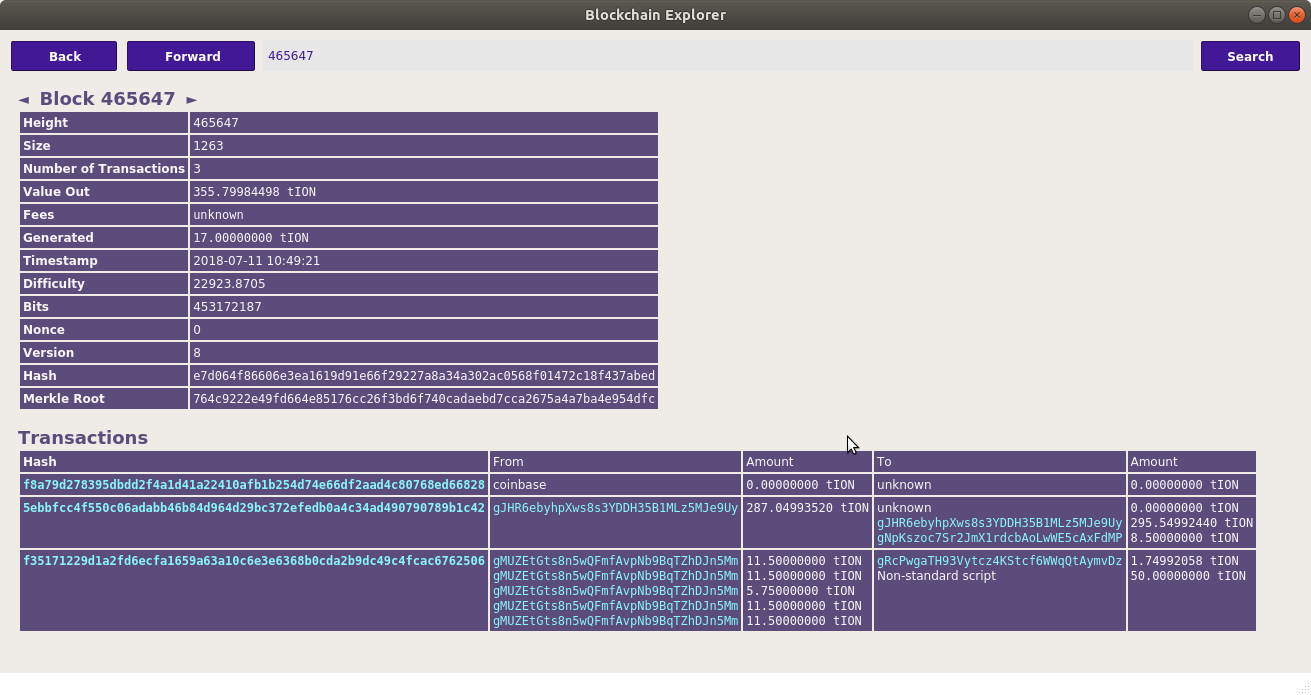 Blockchain Explorer
Back Forward 465647 Search
◄ Block 465647 ►
Height 465647
Size 1263
Number of Transactions 3
Value Out 355.79984498 tION
Fees unknown
Generated 17.00000000 tION
Timestamp 2018-07-11 10:49:21
Difficulty 22923.8705
Bits 453172187
Nonce 0
Version 8
Hash e7d064f86606e3ea1619d91e66f29227a8a34a302ac0568f01472c18f437abed
Merkle Root 764c9222e49fd664e85176cc26f3bd6f740cadaebd7cca2675a4a7ba4e954dfc
Transactions
Hash From Amount To Amount
f8a79d278395dbdd2f4a1d41a22410afb1b254d74e66df2aad4c80768ed66828 coinbase 0.00000000 tION unknown 0.00000000 tION
5ebbfcc4f550c06adabb46b84d964d29bc372efedb0a4c34ad490790789b1c42 gJHR6ebyhpXws8s3YDDH35B1MLz5MJe9Uy 287.04993520 tION unknown 0.00000000 tION
gJHR6ebyhpXws8s3YDDH35B1MLz5MJe9Uy 295.54992440 tION
gNpKszoc7Sr2JmX1rdcbAoLwWE5cAxFdMP 8.50000000 tION
f35171229d1a2fd6ecfa1659a63a10c6e3e6368b0cda2b9dc49c4fcac6762506 gMUZEtGts8n5wQFmfAvpNb9BqTZhDJn5Mm 11.50000000 tION gRcPwgaTH93Vytcz4KStcf6WWqQtAymvDz 1.74992058 tION
gMUZEtGts8n5wQFmfAvpNb9BqTZhDJn5Mm 11.50000000 tION Non-standard script 50.00000000 tION
gMUZEtGts8n5wQFmfAvpNb9BqTZhDJn5Mm 5.75000000 tION
gMUZEtGts8n5wQFmfAvpNb9BqTZhDJn5Mm 11.50000000 tION
gMUZEtGts8n5wQFmfAvpNb9BqTZhDJn5Mm 11.50000000 tION